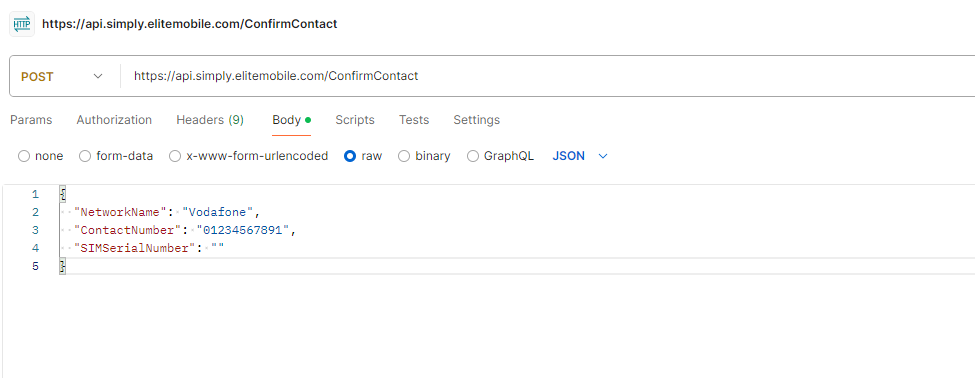 HTTP https://api.simply.elitemobile.com/ConfirmContact
POST https://api.simply.elitemobile.com/ConfirmContact
Params Authorization Headers (9) Body Scripts Tests Settings
none form-data x-www-form-urlencoded raw binary GraphQL JSON
1 {
2 "NetworkName": "Vodafone",
3 "ContactNumber": "01234567891",
4 "SIMSerialNumber": ""
5 }